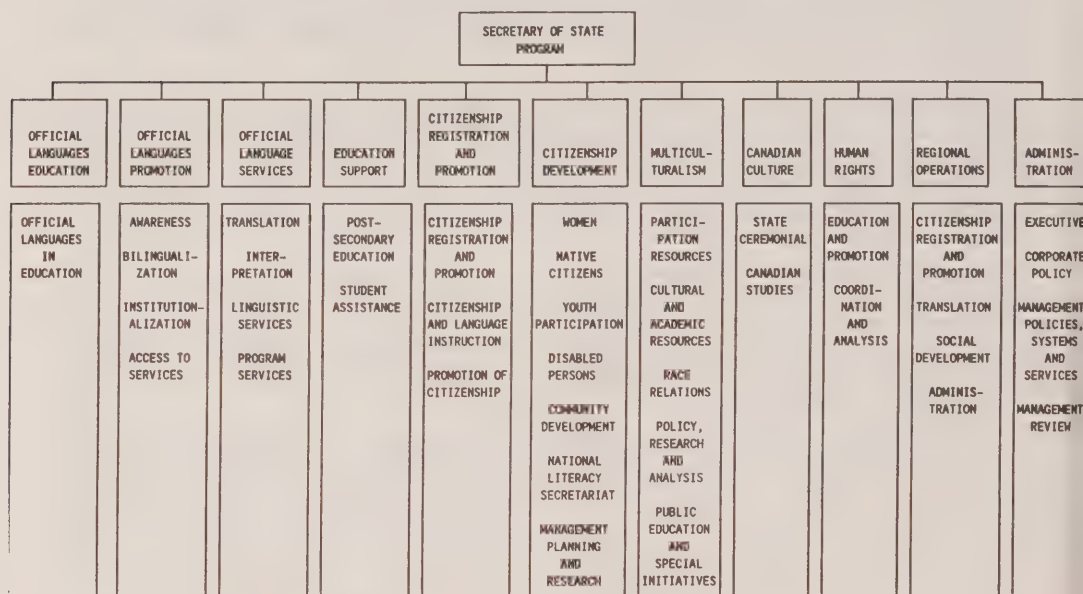 SECRETARY OF STATE
PROGRAM
OFFICIAL
LANGUAGES
EDUCATION
OFFICIAL
LANGUAGES
PROMOTION
OFFICIAL
LANGUAGE
SERVICES
EDUCATION
SUPPORT
CITIZENSHIP
REGISTRATION
AND
PROMOTION
CITIZENSHIP
DEVELOPMENT
MULTICUL-
TURALISM
CANADIAN
CULTURE
HUMAN
RIGHTS
REGIONAL
OPERATIONS
ADMINIS-
TRATION
OFFICIAL
LANGUAGES
IN
EDUCATION
AWARENESS
BILINGUALI-
ZATION
INSTITUTION-
ALIZATION
ACCESS TO
SERVICES
TRANSLATION
INTER-
PRETATION
LINGUISTIC
SERVICES
PROGRAM
SERVICES
POST-
SECONDARY
EDUCATION
STUDENT
ASSISTANCE
CITIZENSHIP
REGISTRATION
AND
PROMOTION
CITIZENSHIP
AND LANGUAGE
INSTRUCTION
PROMOTION OF
CITIZENSHIP
WOMEN
NATIVE
CITIZENS
YOUTH
PARTICIPATION
DISABLED
PERSONS
COMMUNITY
DEVELOPMENT
NATIONAL
LITERACY
SECRETARIAT
MANAGEMENT
PLANNING
AND
RESEARCH
PARTICI-
PATION
RESOURCES
CULTURAL
AND
ACADEMIC
RESOURCES
RACE
RELATIONS
POLICY,
RESEARCH
AND
ANALYSIS
PUBLIC
EDUCATION
AND
SPECIAL
INITIATIVES
STATE
CEREMONIAL
CANADIAN
STUDIES
EDUCATION
AND
PROMOTION
COORDI-
NATION
AND
ANALYSIS
CITIZENSHIP
REGISTRATION
AND
PROMOTION
TRANSLATION
SOCIAL
DEVELOPMENT
ADMINIS-
TRATION
EXECUTIVE
CORPORATE
POLICY
MANAGEMENT
POLICIES,
SYSTEMS
AND
SERVICES
MANAGEMENT
REVIEW